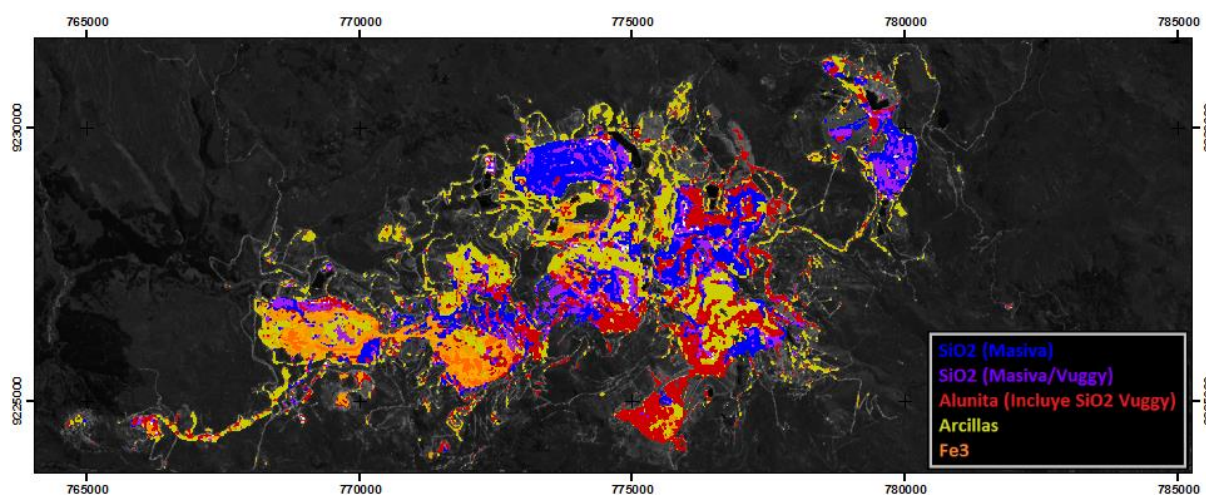 765000 770000 775000 780000 785000
9230000
9225000
SiO2 (Masiva)
SiO2 (Masiva/Vuggy)
Alunita (Incluye SiO2 Vuggy)
Arcillas
Fe3
765000 770000 775000 780000 785000